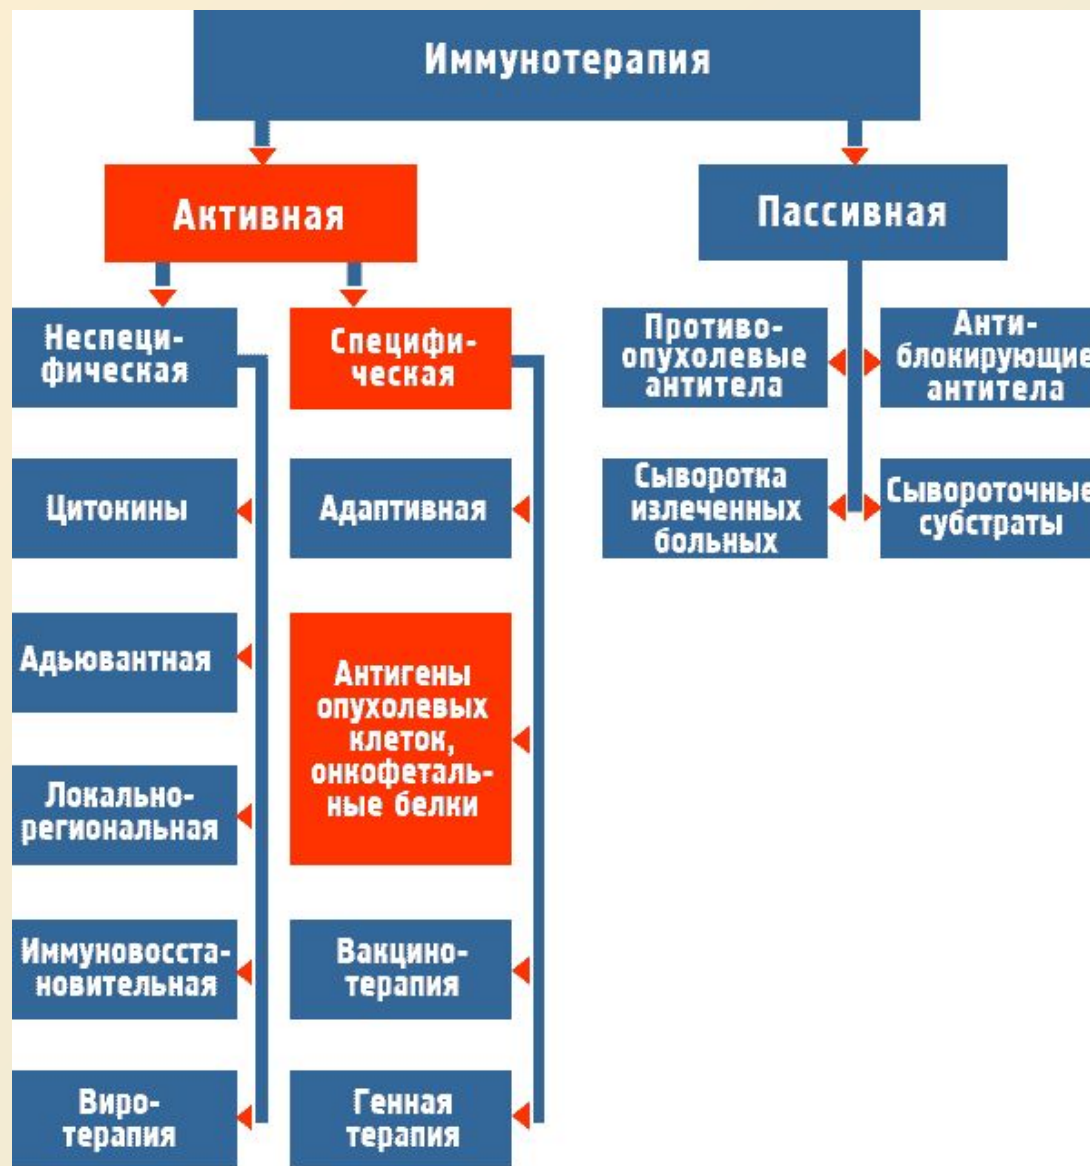 Иммунотерапия
Активная
Пассивная
Неспеци-
фическая
Специфи-
ческая
Противо-
опухолевые
антитела
Анти-
блокирующие
антитела
Цитокины
Адаптивная
Сыворотка
излеченных
больных
Сывороточные
субстраты
Адьювантная
Антигены
опухолевых
клеток,
онкофеталь-
ные белки
Локально-
региональная
Иммуновосста-
новительная
Вакцино-
терапия
Виро-
терапия
Генная
терапия